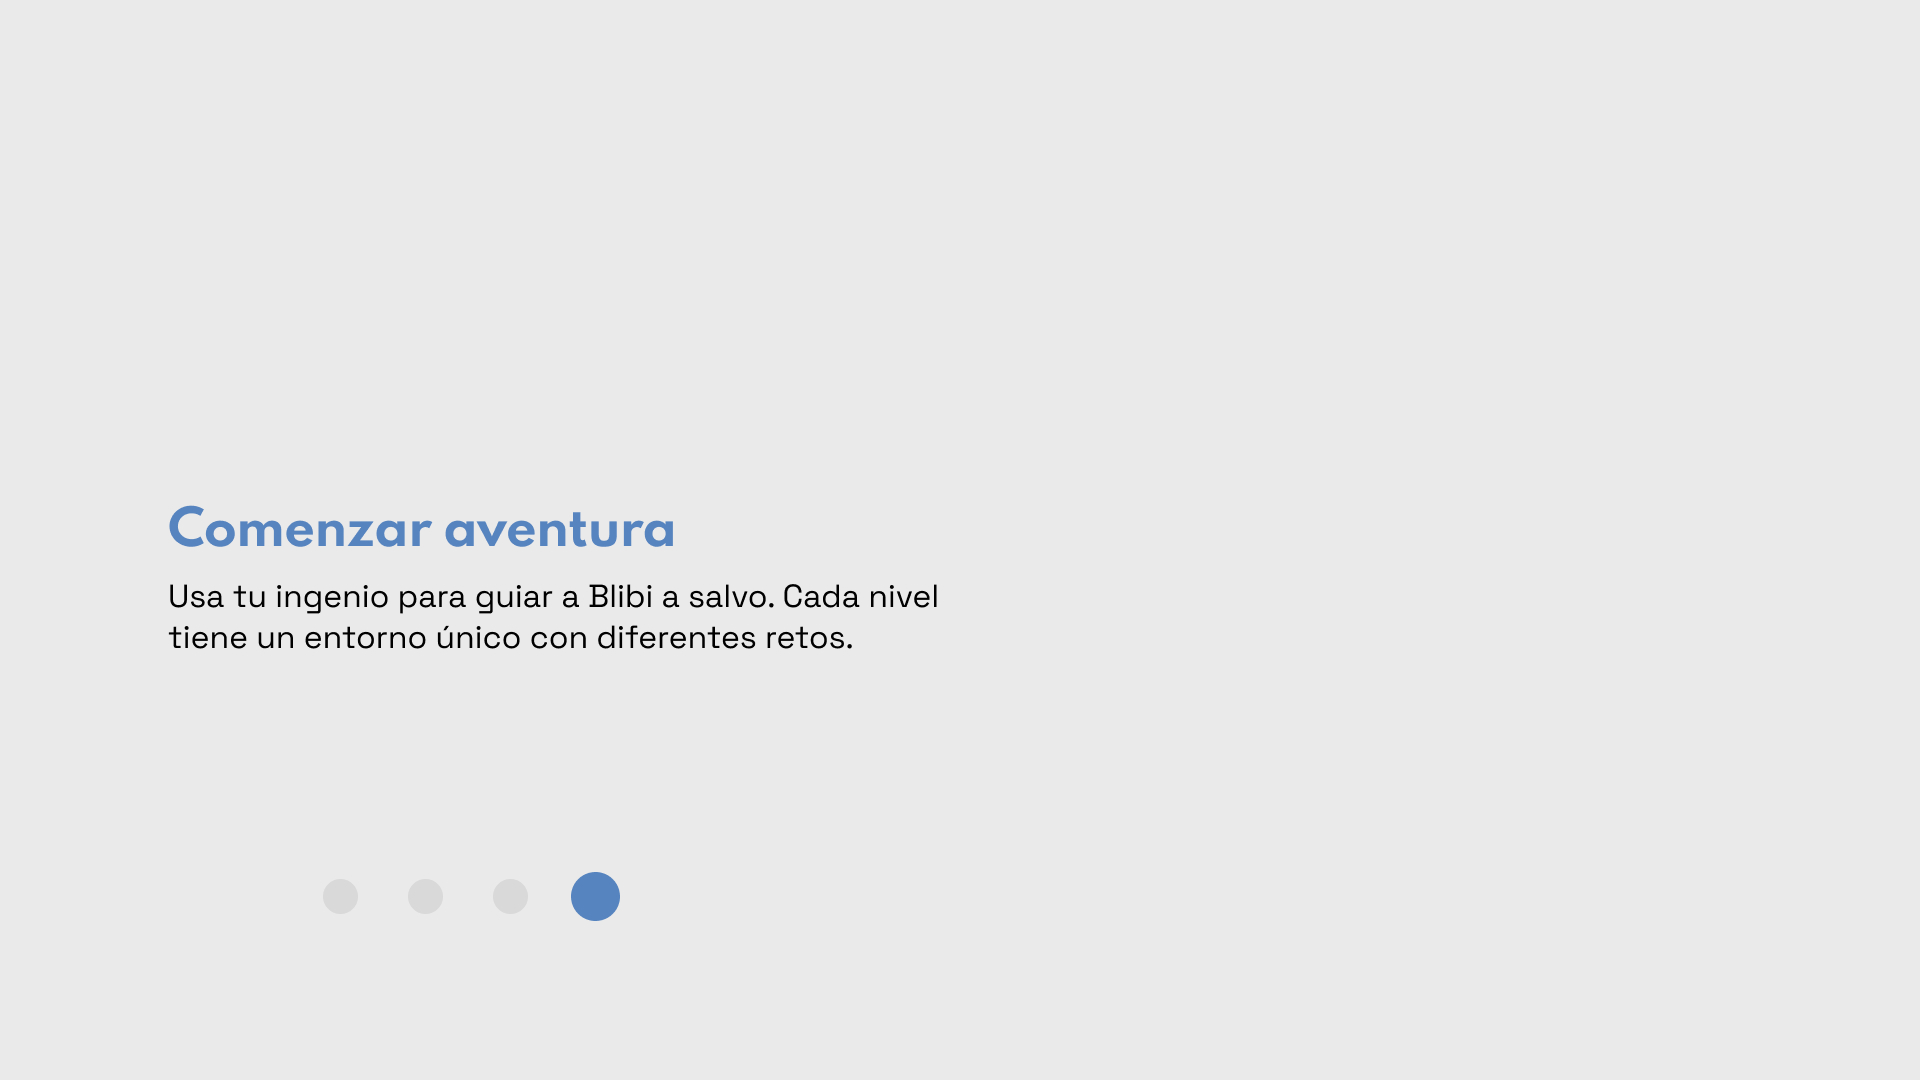 Comenzar aventura
Usa tu ingenio para guiar a Blibi a salvo. Cada nivel
tiene un entorno único con diferentes retos.